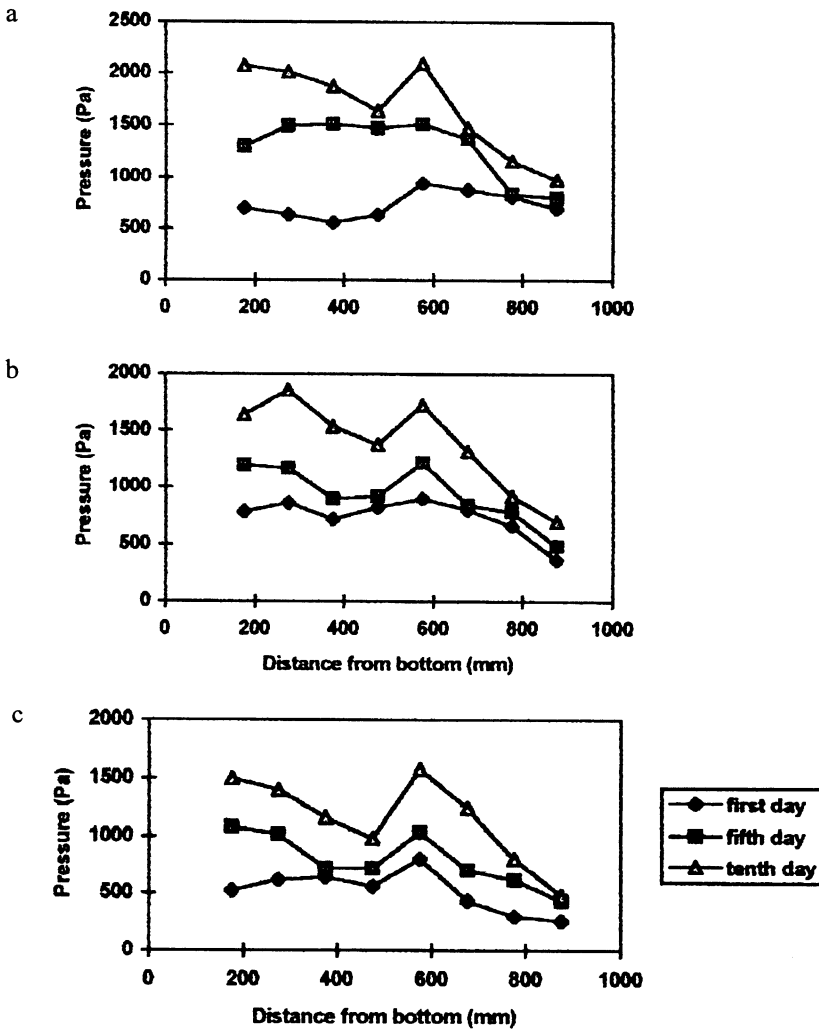 a
2500
2000
1500
1000
500
0
Pressure (Pa)
0 200 400 600 800 1000
b
2000
1500
1000
500
0
Pressure (Pa)
0 200 400 600 800 1000
Distance from bottom (mm)
c
2000
1500
1000
500
0
Pressure (Pa)
0 200 400 600 800 1000
Distance from bottom (mm)
first day
fifth day
tenth day